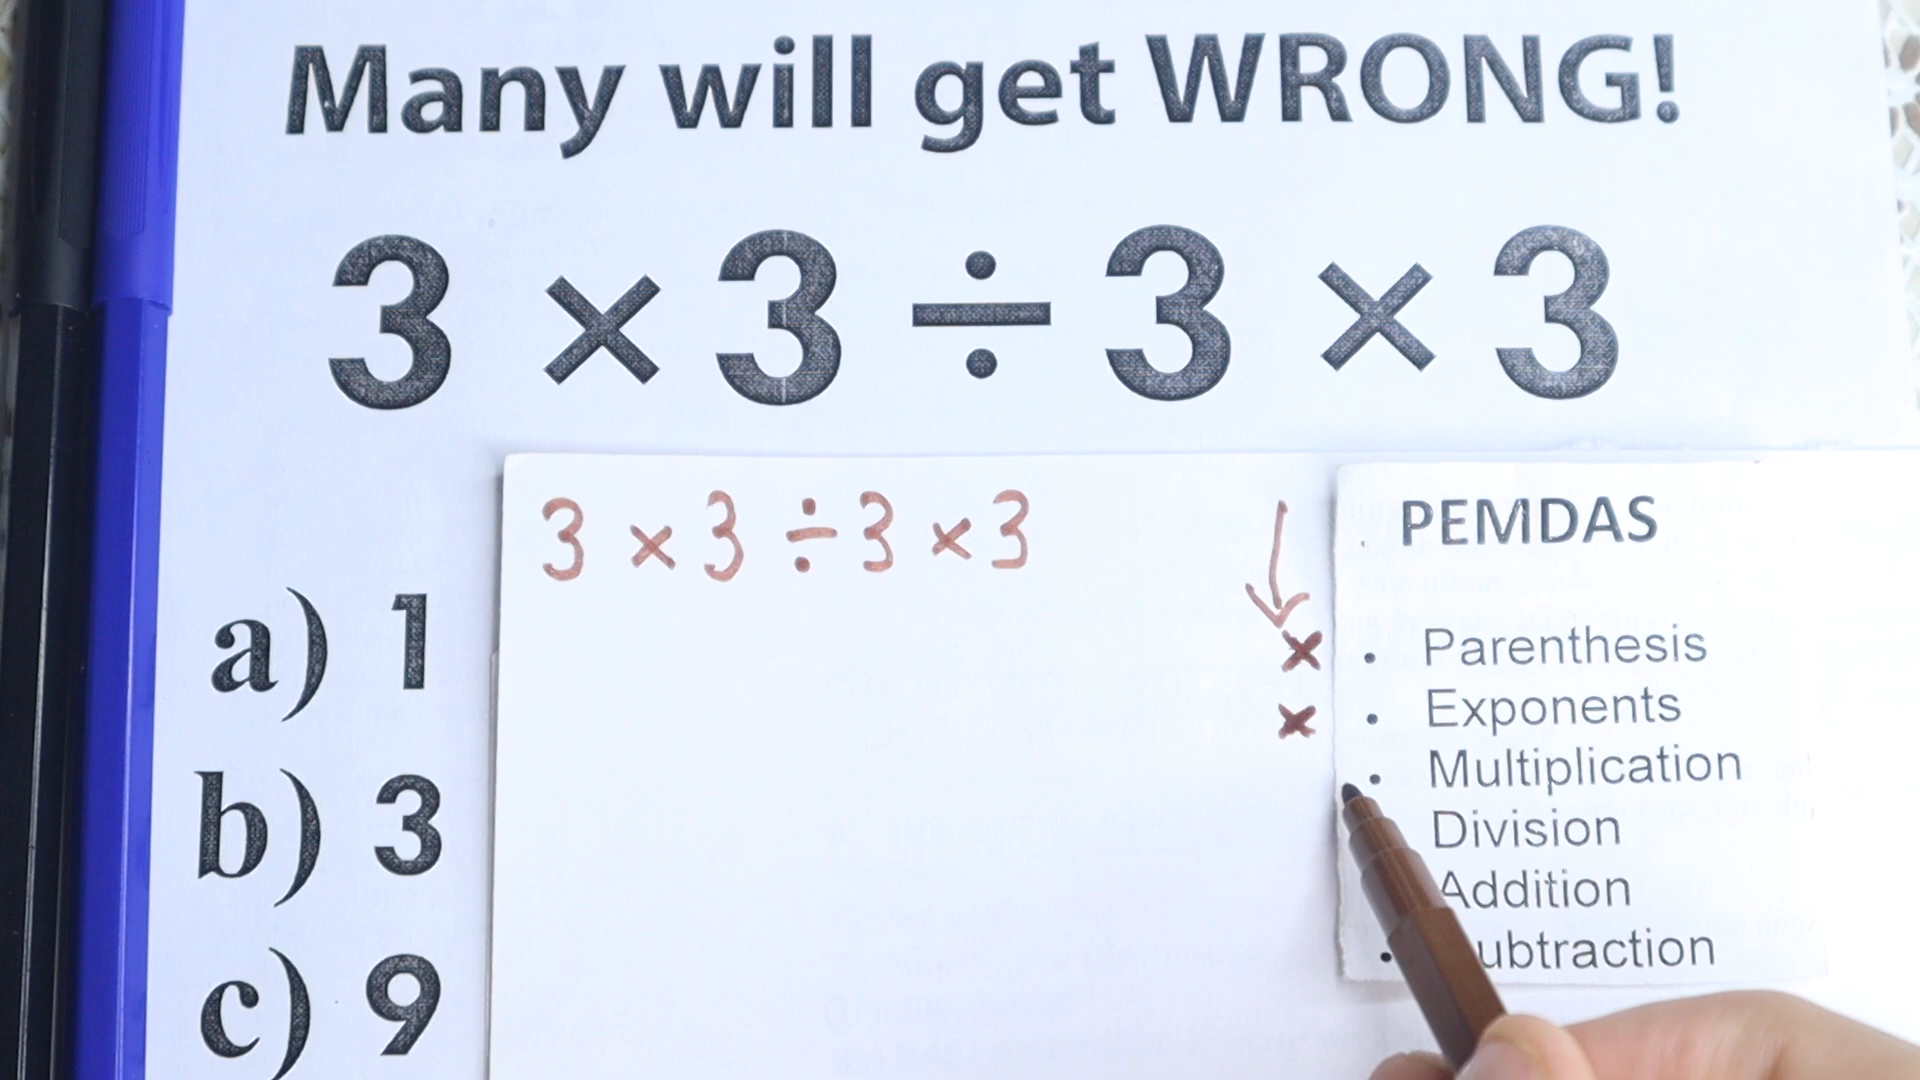 Many will get WRONG!
3 × 3 ÷ 3 × 3
3 × 3 ÷ 3 × 3
a) 1
b) 3
c) 9
PEMDAS
× • Parenthesis
× • Exponents
• Multiplication
Division
Addition
• ubtraction